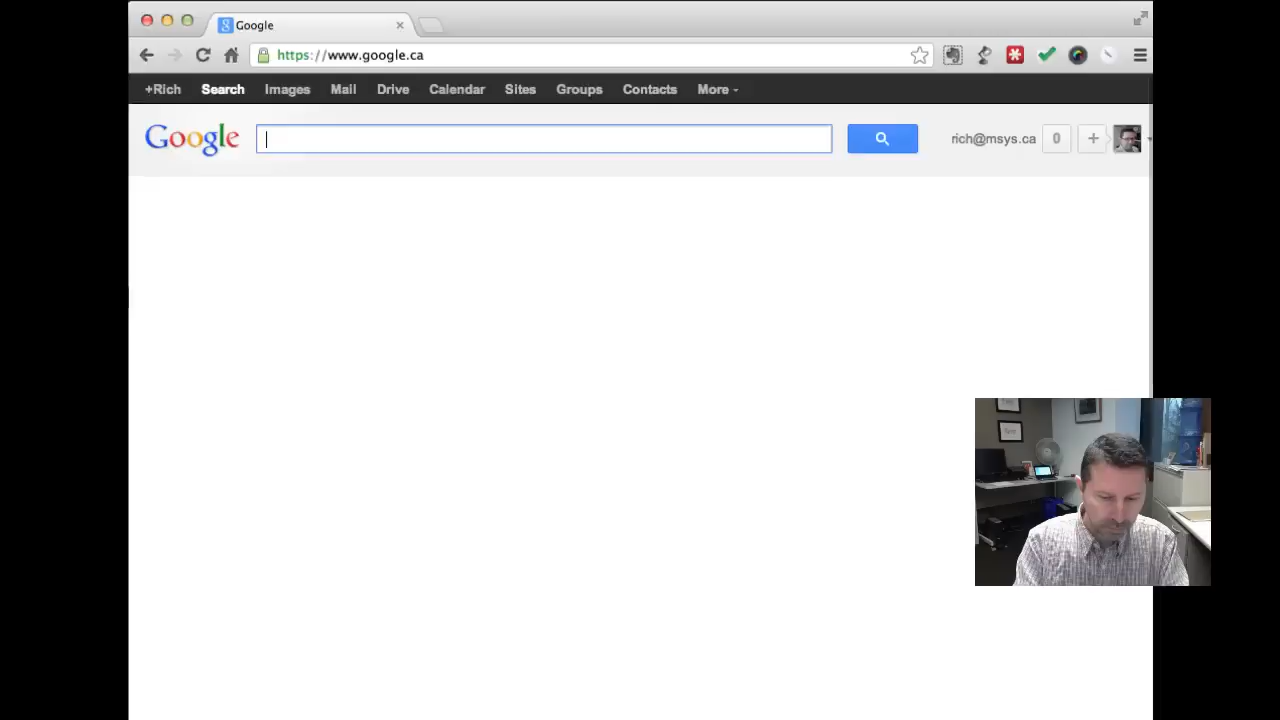 Google
https://www.google.ca
+Rich Search Images Mail Drive Calendar Sites Groups Contacts More
Google rich@msys.ca 0 +